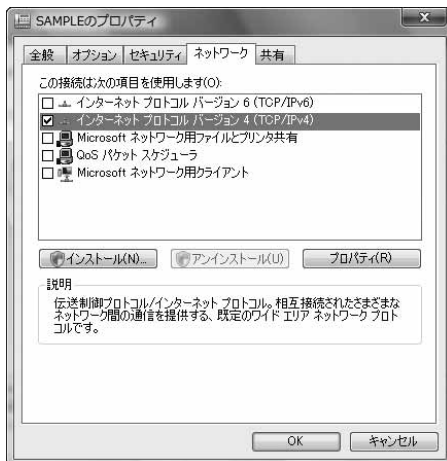 SAMPLEのプロパティ
全般 オプション セキュリティ ネットワーク 共有
この接続は次の項目を使用します(O):
インターネット プロトコル バージョン 6 (TCP/IPv6)
インターネット プロトコル バージョン 4 (TCP/IPv4)
Microsoft ネットワーク用ファイルとプリンタ共有
QoS パケット スケジューラ
Microsoft ネットワーク用クライアント
インストール(N)... アンインストール(U) プロパティ(R)
説明
伝送制御プロトコル/インターネット プロトコル。相互接続されたさまざまな
ネットワーク間の通信を提供する、既定のワイド エリア ネットワーク プロト
コルです。
OK キャンセル